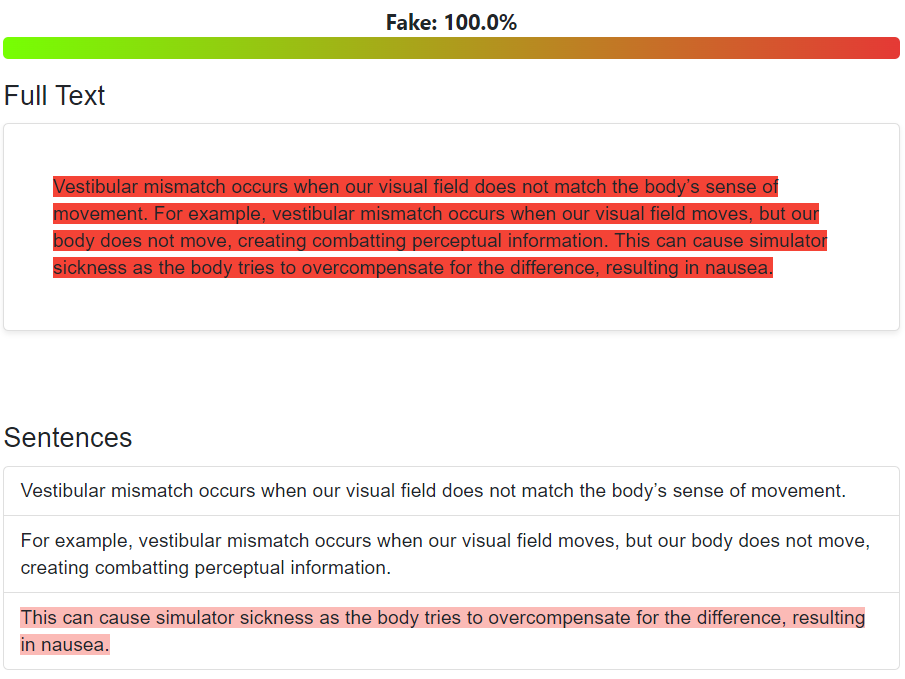 Fake: 100.0%
Full Text
Vestibular mismatch occurs when our visual field does not match the body’s sense of
movement. For example, vestibular mismatch occurs when our visual field moves, but our
body does not move, creating combatting perceptual information. This can cause simulator
sickness as the body tries to overcompensate for the difference, resulting in nausea.
Sentences
Vestibular mismatch occurs when our visual field does not match the body’s sense of movement.
For example, vestibular mismatch occurs when our visual field moves, but our body does not move,
creating combatting perceptual information.
This can cause simulator sickness as the body tries to overcompensate for the difference, resulting
in nausea.